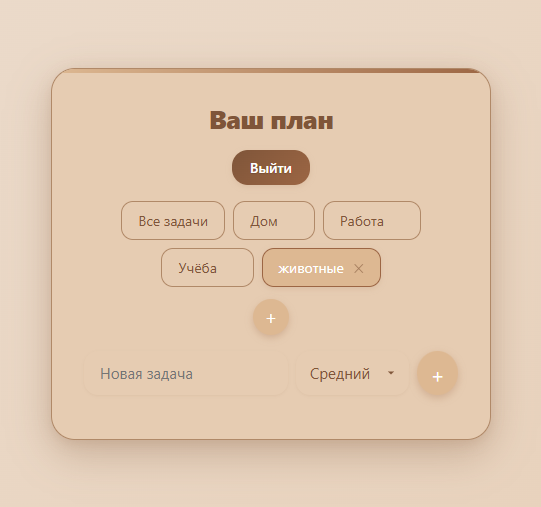 Ваш план
Выйти
Все задачи Дом Работа
Учёба животные ×
+
Новая задача Средний +